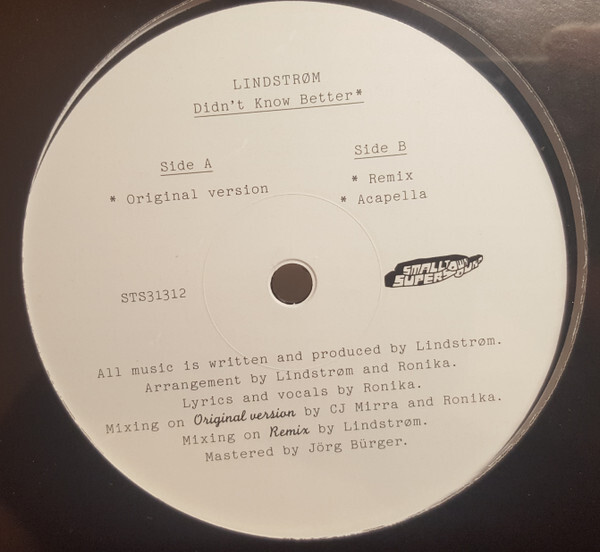 LINDSTRØM
Didn't Know Better*
Side A
* Original version
Side B
* Remix
* Acapella
STS31312
SMALLTOWN
SUPERSOUND
All music is written and produced by Lindstrøm.
Arrangement by Lindstrøm and Ronika.
Lyrics and vocals by Ronika.
Mixing on Original version by CJ Mirra and Ronika.
Mixing on Remix by Lindstrøm.
Mastered by Jörg Bürger.